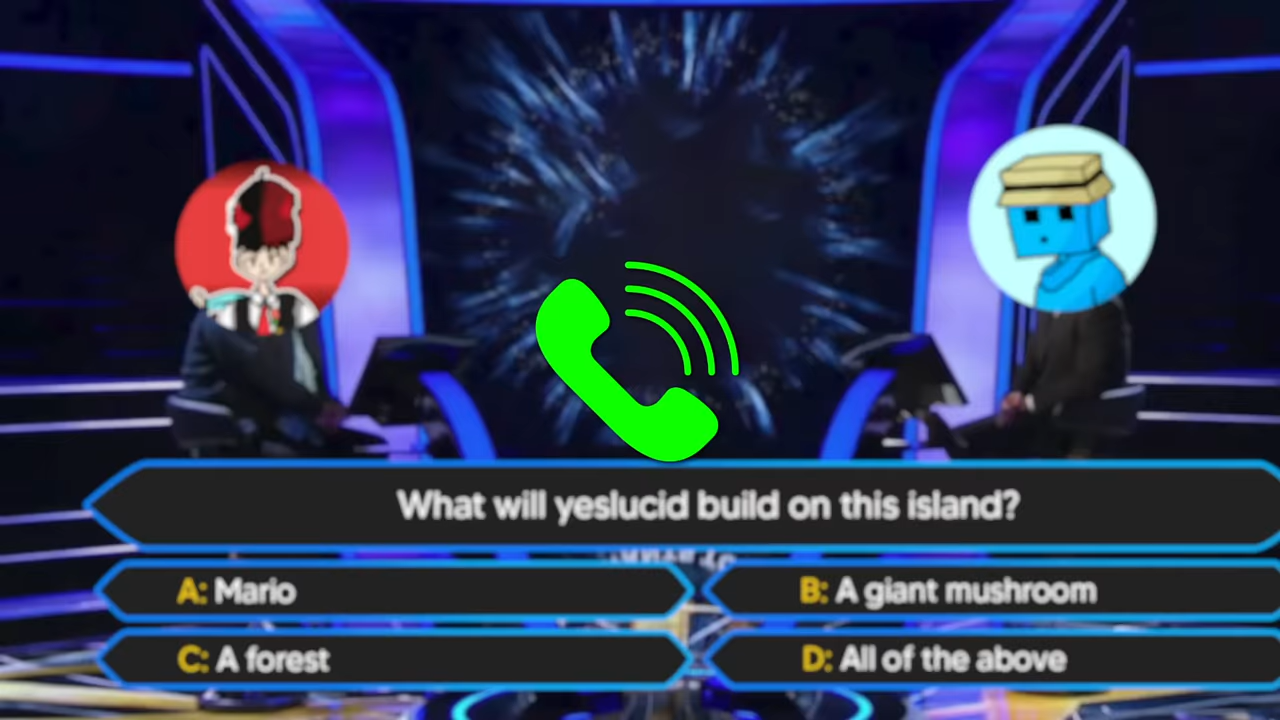 What will yeslucid build on this island?
A: Mario
B: A giant mushroom
C: A forest
D: All of the above